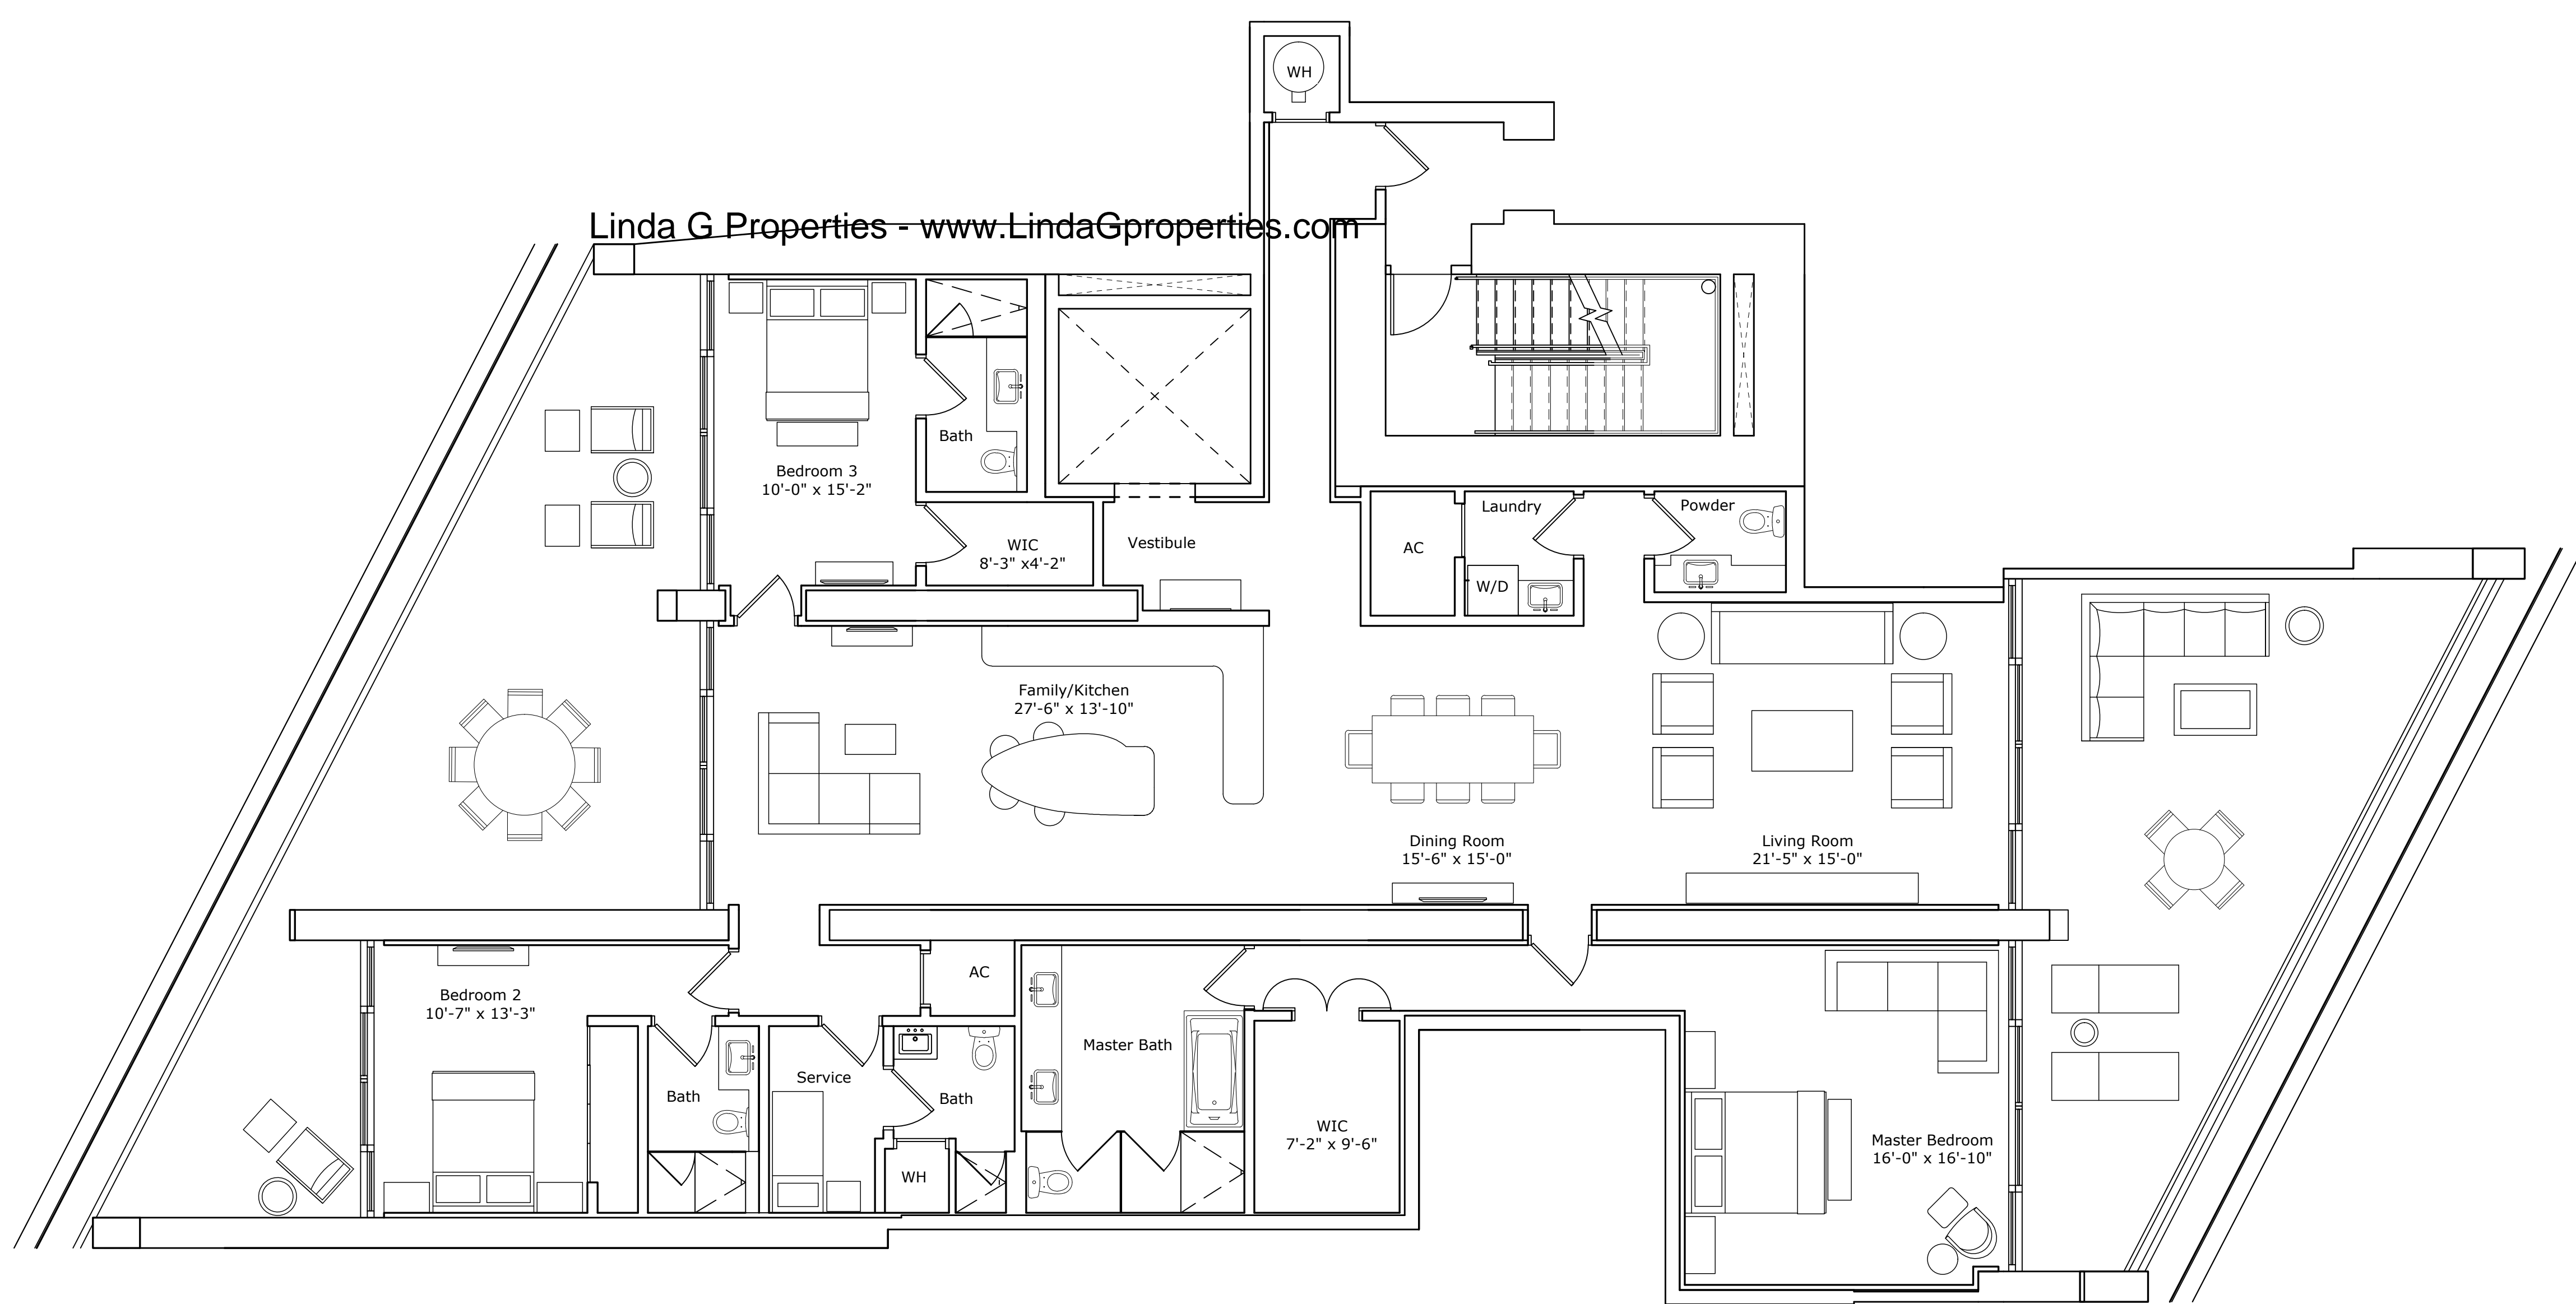 WH
Linda G Properties - www.LindaGproperties.com
Bath
Bedroom 3
10'-0" x 15'-2"
WIC
8'-3" x4'-2"
Vestibule
AC
Laundry
W/D
Powder
Family/Kitchen
27'-6" x 13'-10"
Dining Room
15'-6" x 15'-0"
Living Room
21'-5" x 15'-0"
Bedroom 2
10'-7" x 13'-3"
AC
Bath
Service
Bath
WH
Master Bath
WIC
7'-2" x 9'-6"
Master Bedroom
16'-0" x 16'-10"